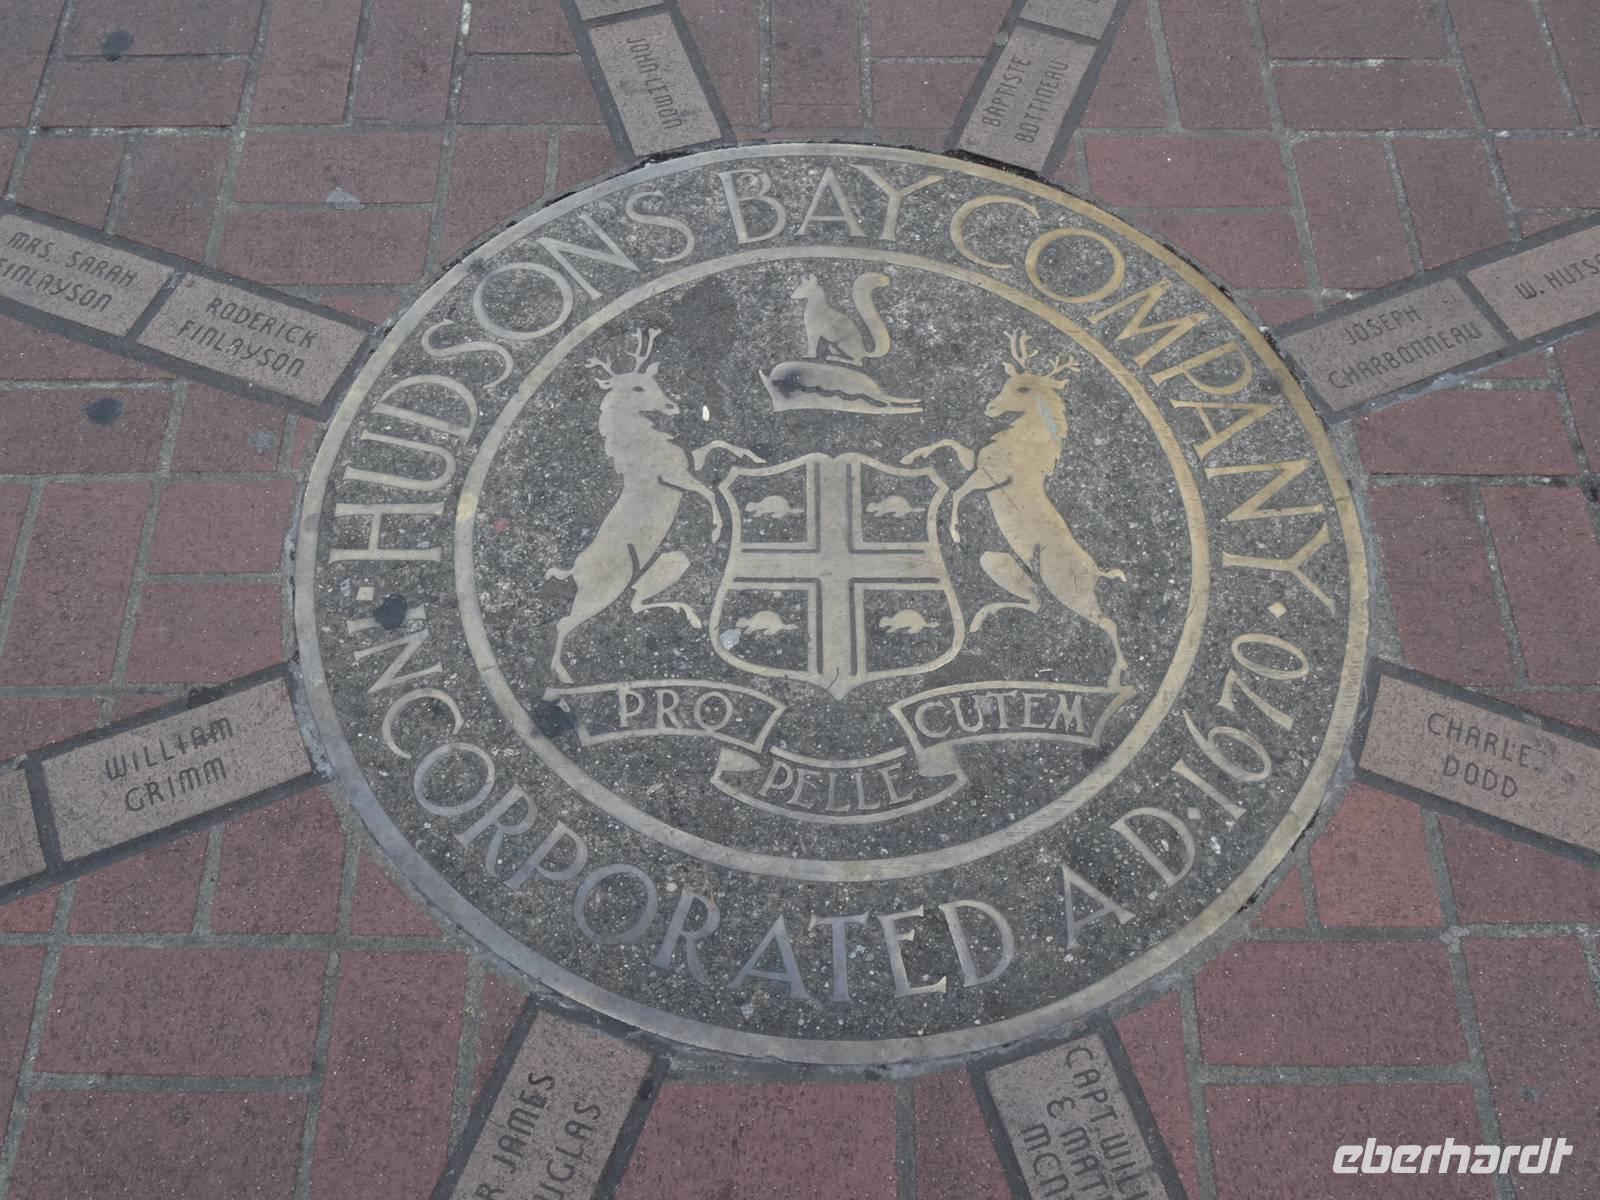 JOHN LEMON
BAPTISTE
BOTTINEAU
MRS. SARAH
FINLAYSON
RODERICK
FINLAYSON
JOSEPH
CHARBONNEAU
W.
HUDSON'S BAY COMPANY
INCORPORATED A.D. 1670
PRO
CUTEM
PELLE
WILLIAM
GRIMM
CHARLE
DODD
JAMES
CAPT
&
eberhardt